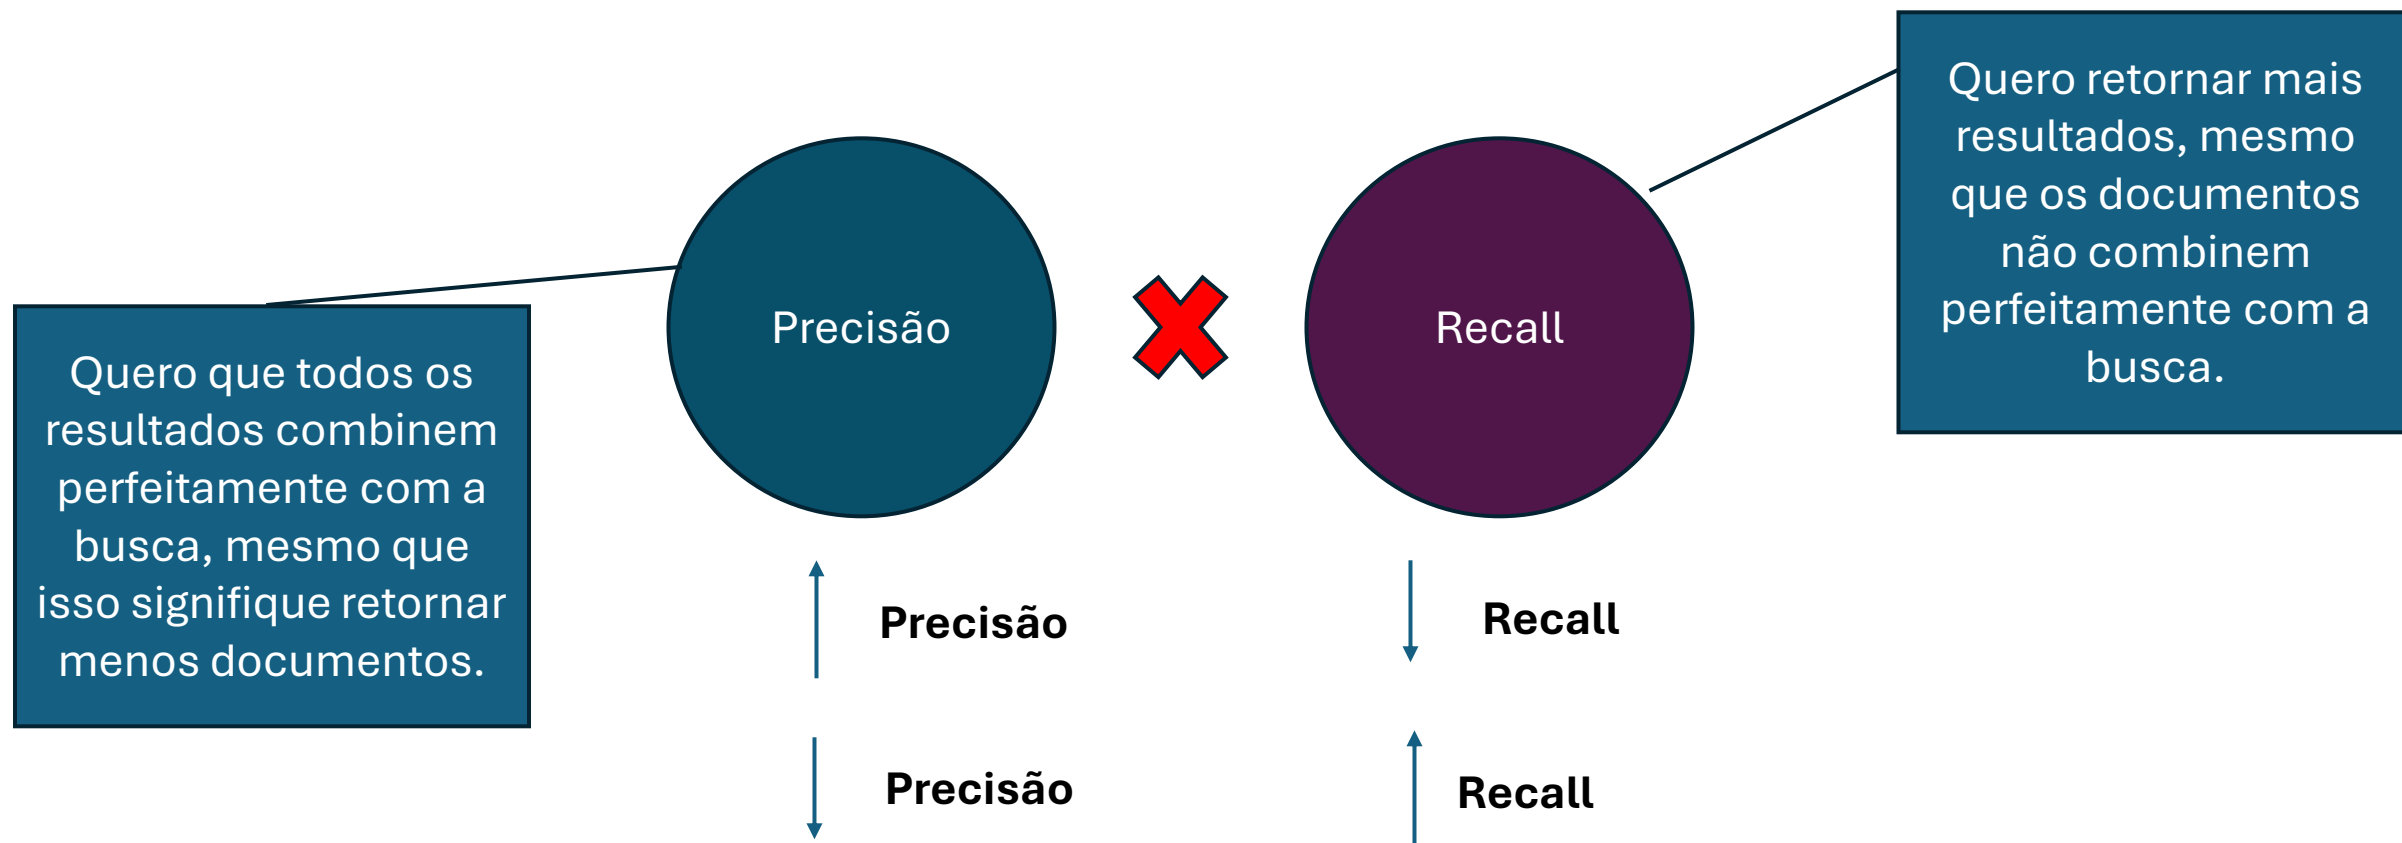 Quero que todos os
resultados combinem
perfeitamente com a
busca, mesmo que
isso signifique retornar
menos documentos.
Precisão
Recall
Quero retornar mais
resultados, mesmo
que os documentos
não combinem
perfeitamente com a
busca.
Precisão
Recall
Precisão
Recall